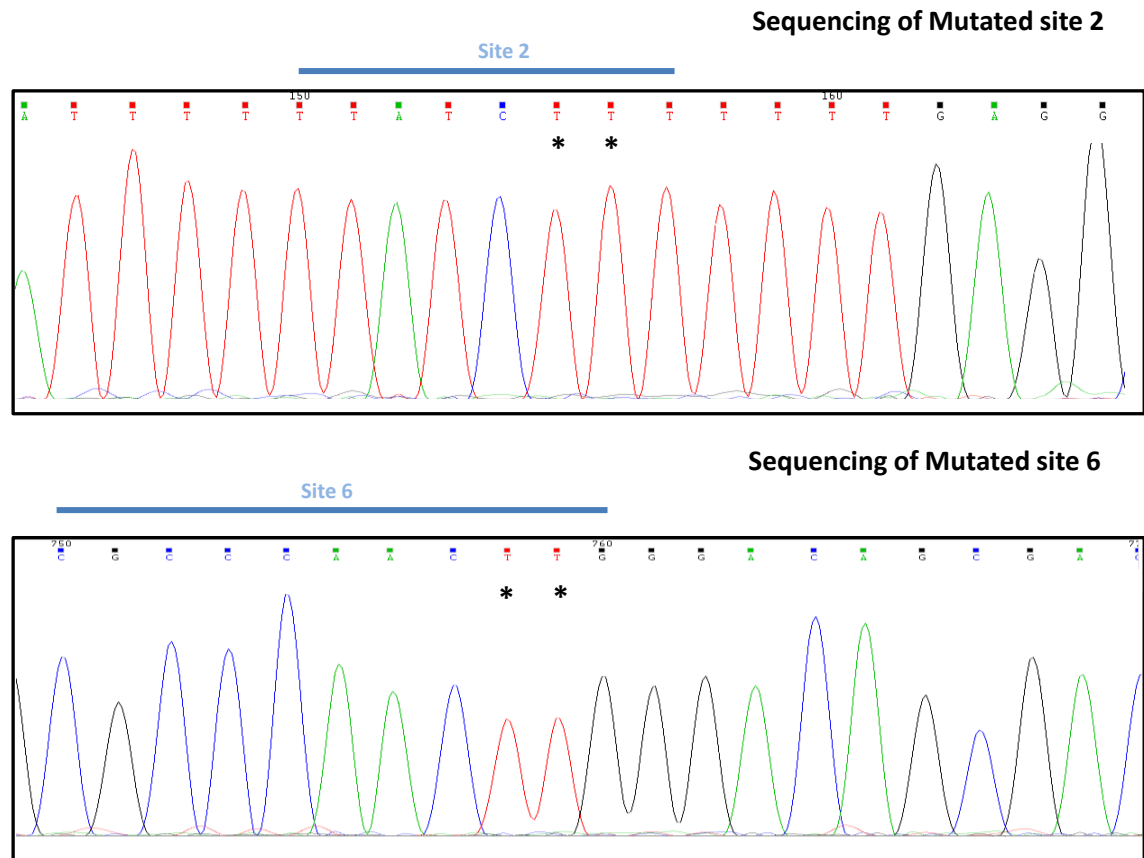 Sequencing of Mutated site 2
Site 2
150 160
A T T T T T T A T C T T T T T T T G A G G
* *
Sequencing of Mutated site 6
Site 6
750 760
C G C C C A A C T T G G G A C A G C G A
* *